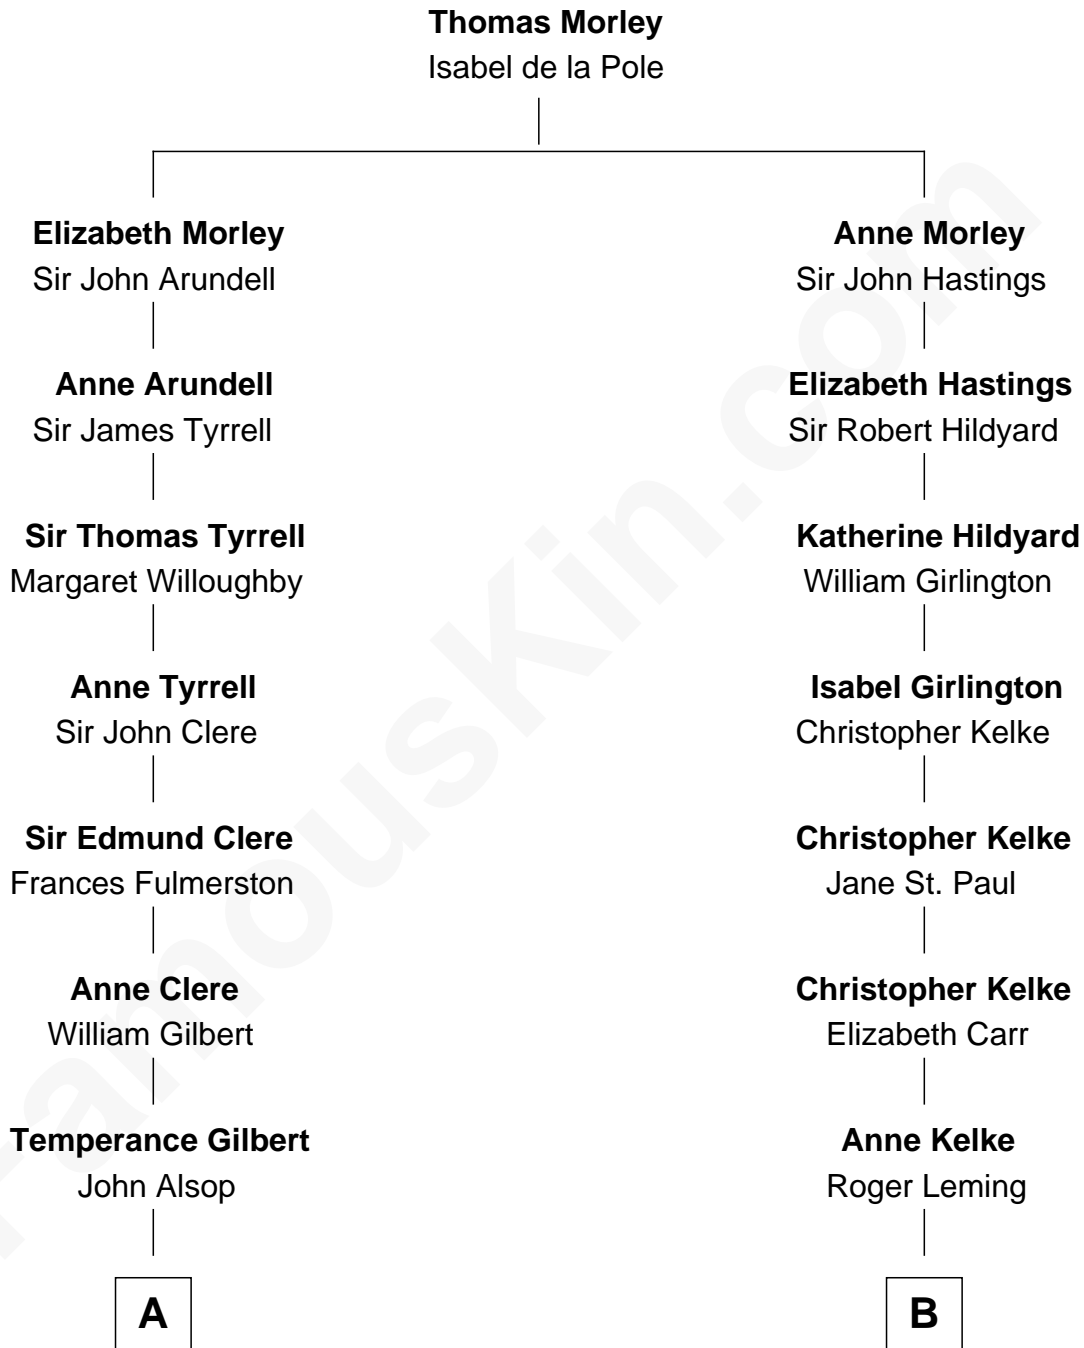 Thomas Morley
Isabel de la Pole
Elizabeth Morley
Sir John Arundell
Anne Morley
Sir John Hastings
Anne Arundell
Sir James Tyrrell
Elizabeth Hastings
Sir Robert Hildyard
Sir Thomas Tyrrell
Margaret Willoughby
Katherine Hildyard
William Girlington
Anne Tyrrell
Sir John Clere
Isabel Girlington
Christopher Kelke
Sir Edmund Clere
Frances Fulmerston
Christopher Kelke
Jane St. Paul
Anne Clere
William Gilbert
Christopher Kelke
Elizabeth Carr
Temperance Gilbert
John Alsop
Anne Kelke
Roger Leming
A
B
FamousKin.com